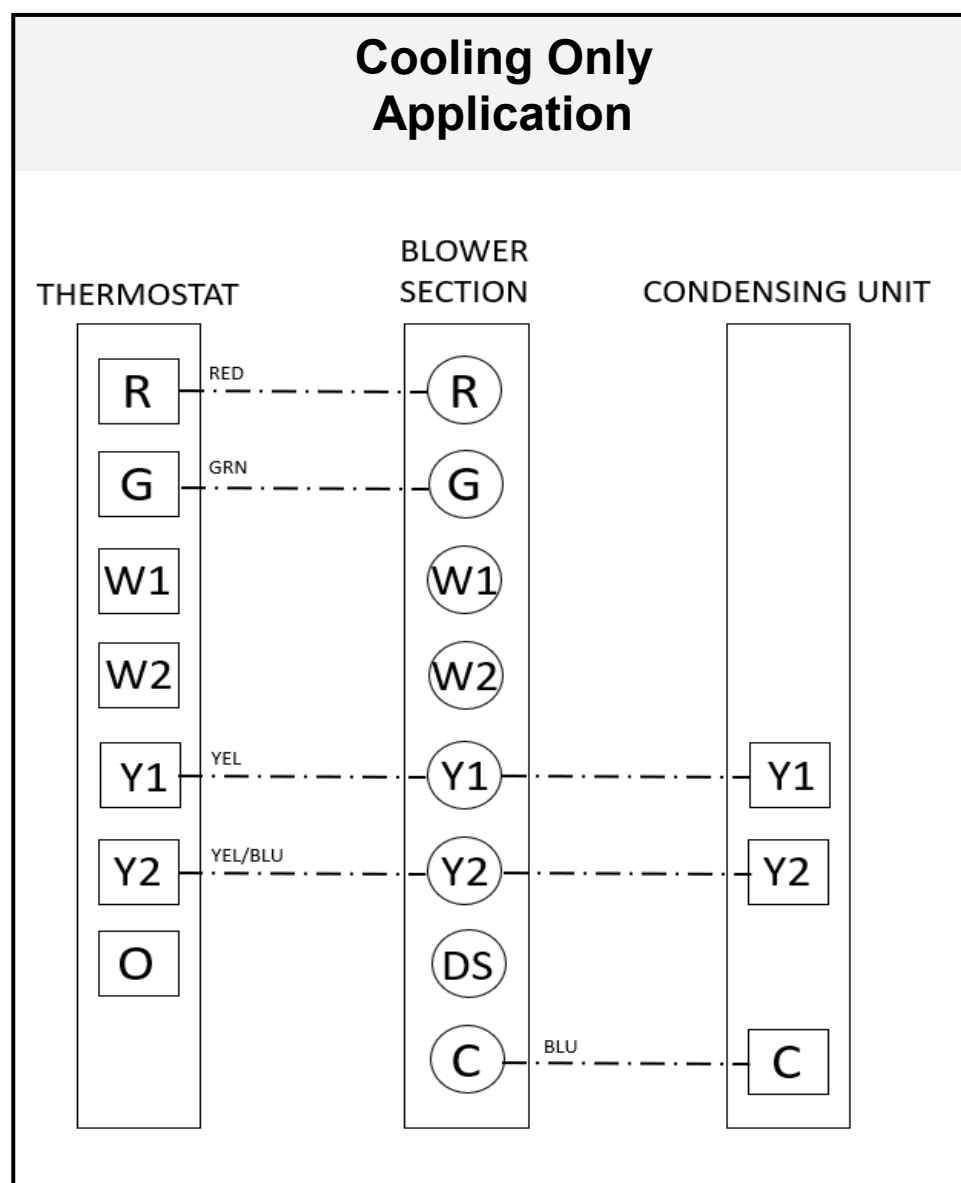 Cooling Only
Application
THERMOSTAT
BLOWER
SECTION
CONDENSING UNIT
R RED R
G GRN G
W1 W1
W2 W2
Y1 YEL Y1 Y1
Y2 YEL/BLU Y2 Y2
O DS
C BLU C